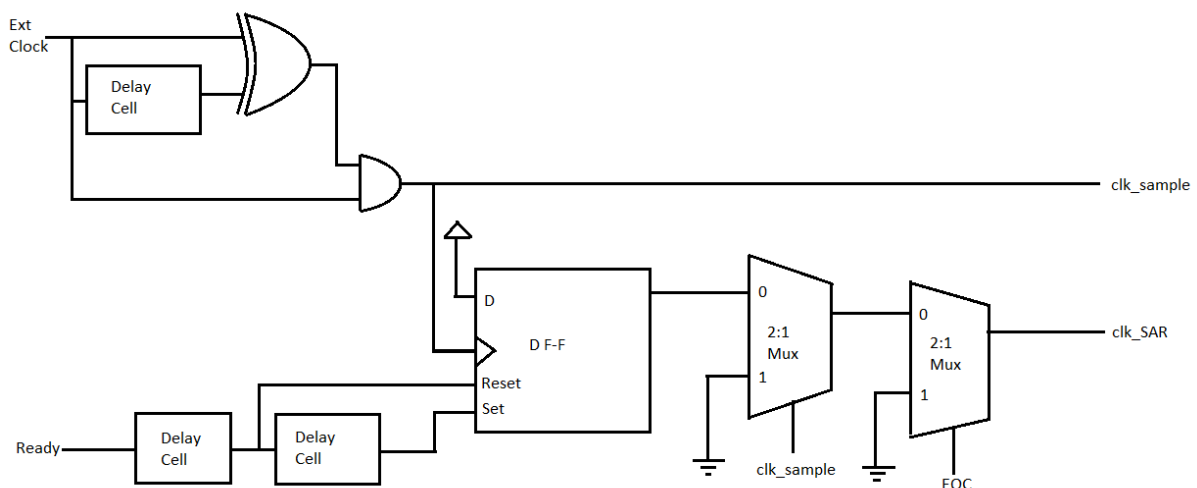 Ext
Clock
Delay
Cell
clk_sample
D
D F-F
Reset
Set
0
2:1
Mux
1
clk_sample
0
2:1
Mux
1
EOC
clk_SAR
Ready
Delay
Cell
Delay
Cell